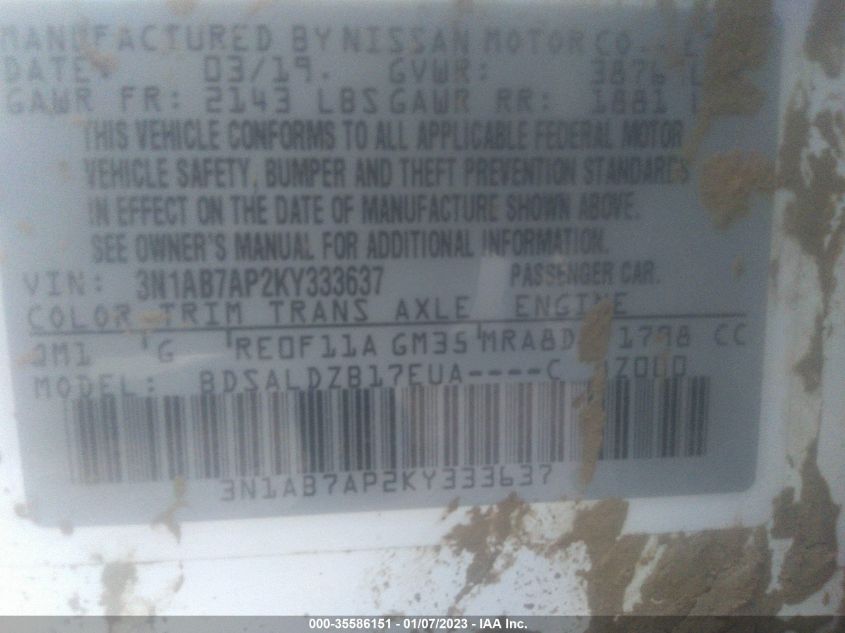 MANUFACTURED BY NISSAN MOTOR CO.,
DATE: 03/19. GVWR: 3876
GAWR FR: 2143 LBS GAWR RR: 1881
THIS VEHICLE CONFORMS TO ALL APPLICABLE FEDERAL MOTOR
VEHICLE SAFETY, BUMPER AND THEFT PREVENTION STANDARDS
IN EFFECT ON THE DATE OF MANUFACTURE SHOWN ABOVE.
SEE OWNER'S MANUAL FOR ADDITIONAL INFORMATION.
VIN: 3N1AB7AP2KY333637 PASSENGER CAR.
COLOR TRIM TRANS AXLE ENGINE
G RE0F11A GM35 1798 CC
MODEL: BDSALDZB17EUA----C
3N1AB7AP2KY333637
000-35586151 - 01/07/2023 - IAA Inc.